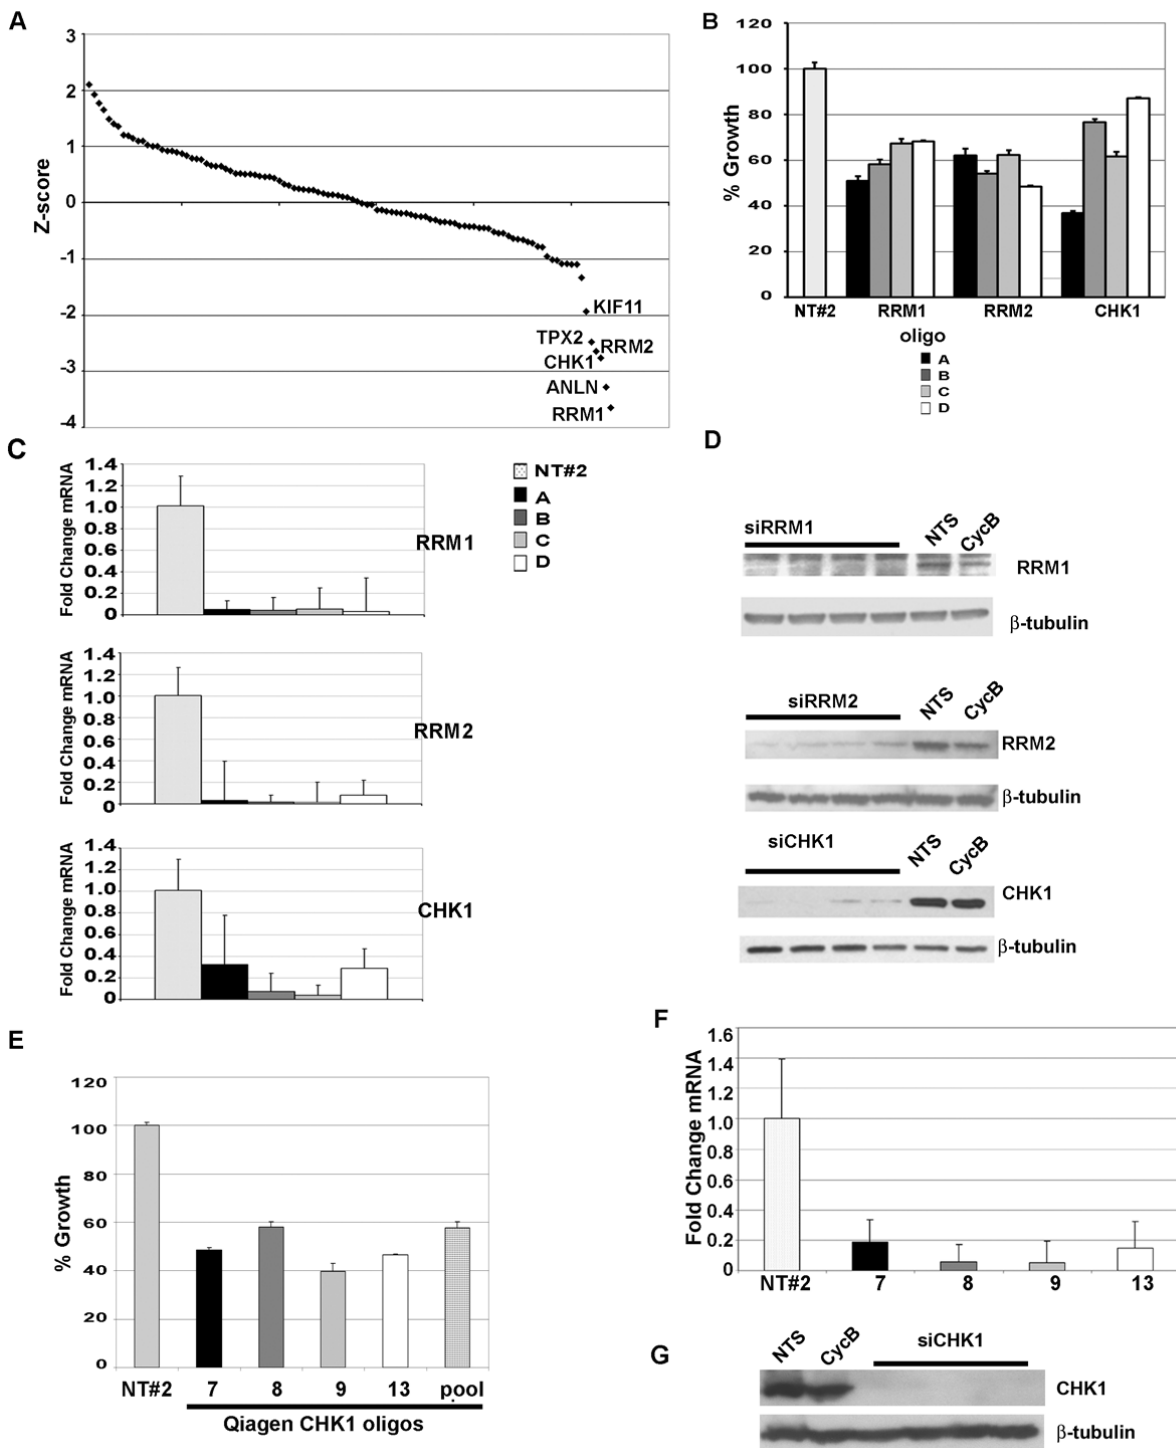 A
Z-score
3
2
1
0
-1
-2
-3
-4
KIF11
TPX2
RRM2
CHK1
ANLN
RRM1
B
% Growth
120
100
80
60
40
20
0
NT#2 RRM1 RRM2 CHK1
oligo
A
B
C
D
C
Fold Change mRNA
1.4
1.2
1.0
0.8
0.6
0.4
0.2
0
RRM1
NT#2
A
B
C
D
Fold Change mRNA
1.4
1.2
1.0
0.8
0.6
0.4
0.2
0
RRM2
Fold Change mRNA
1.4
1.2
1.0
0.8
0.6
0.4
0.2
0
CHK1
D
siRRM1 NTS CycB
RRM1
β-tubulin
siRRM2 NTS CycB
RRM2
β-tubulin
siCHK1 NTS CycB
CHK1
β-tubulin
E
% Growth
120
100
80
60
40
20
0
NT#2 7 8 9 13 pool
Qiagen CHK1 oligos
F
Fold Change mRNA
1.6
1.4
1.2
1.0
0.8
0.6
0.4
0.2
0
NT#2 7 8 9 13
G
NTS CycB siCHK1
CHK1
β-tubulin